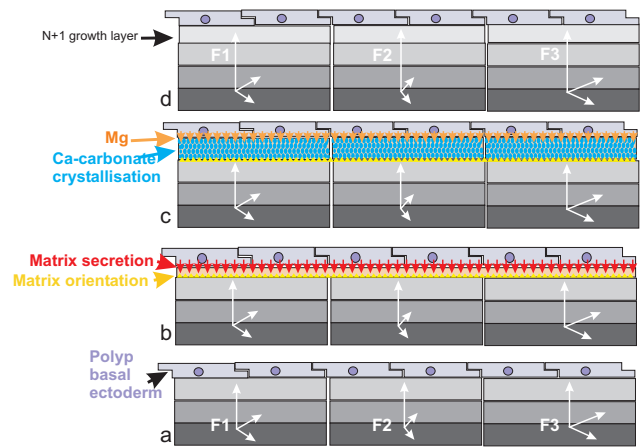 N+1 growth layer
F1 F2 F3
d
Mg
Ca-carbonate
crystallisation
c
Matrix secretion
Matrix orientation
b
Polyp
basal
ectoderm
F1 F2 F3
a